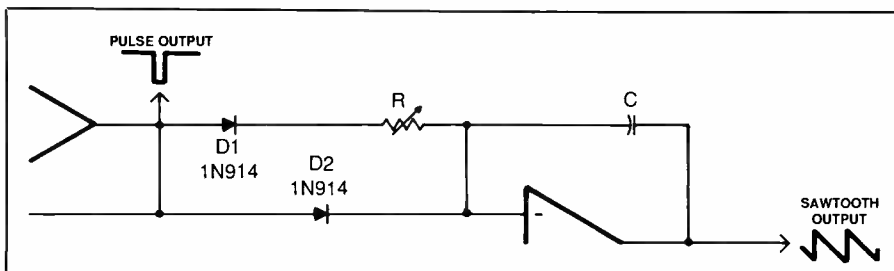 PULSE OUTPUT
R
C
D1
1N914
D2
1N914
-
SAWTOOTH
OUTPUT